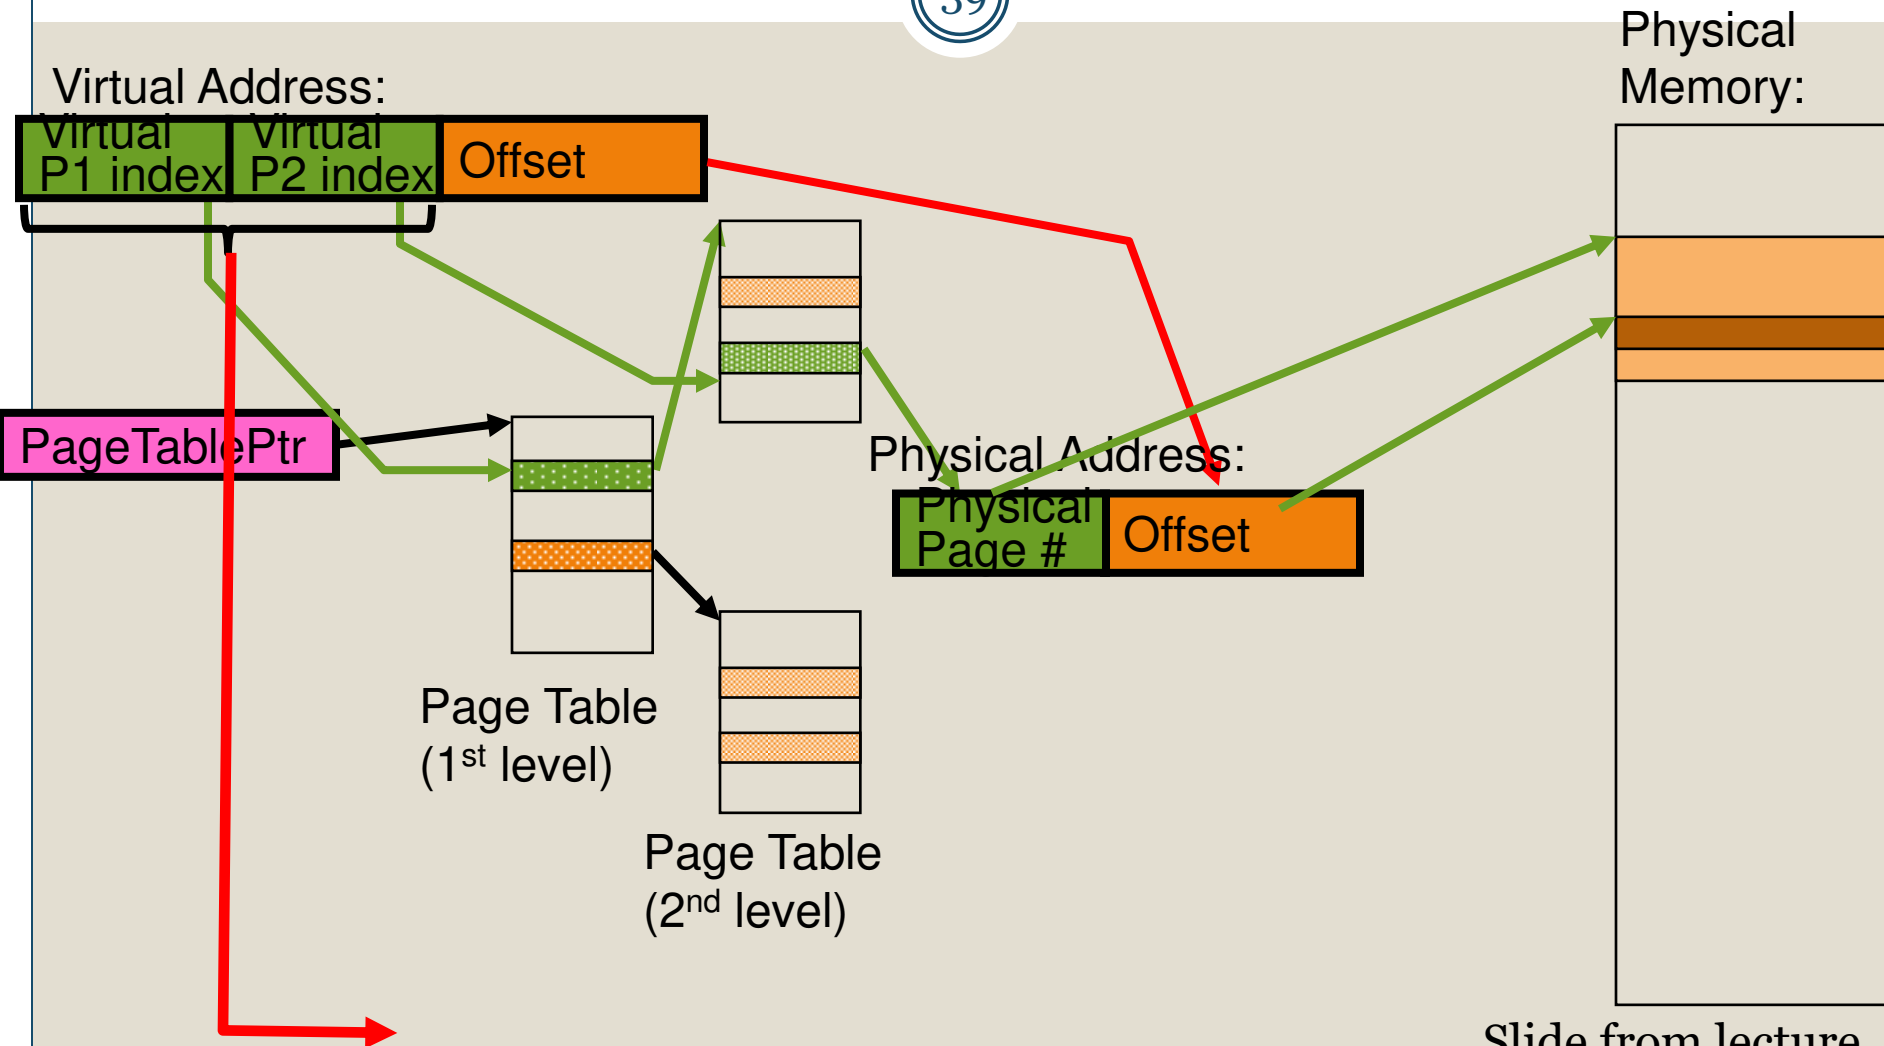 39
Physical
Memory:
Virtual Address:
Virtual
P1 index
Virtual
P2 index
Offset
PageTablePtr
Physical Address:
Physical
Page #
Offset
Page Table
(1st level)
Page Table
(2nd level)
Slide from lecture